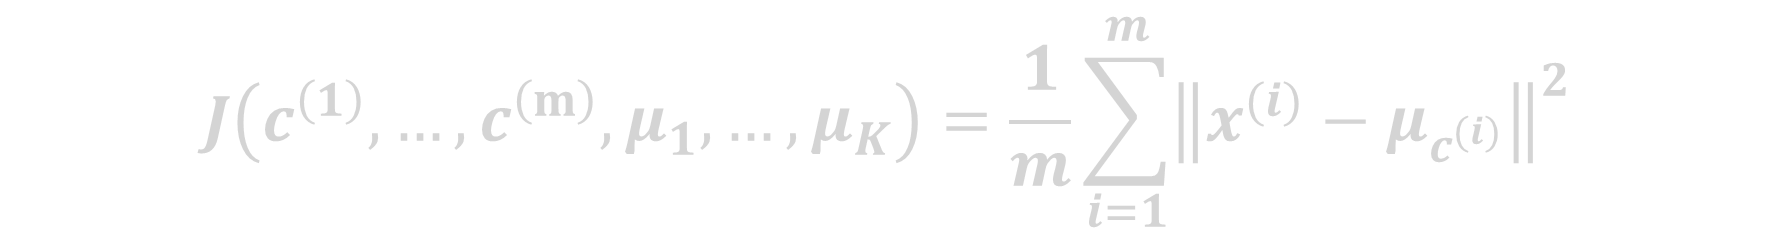 J(c^(1), ..., c^(m), μ_1, ..., μ_K) = \frac{1}{m} \sum_{i=1}^{m} ‖x^(i) − μ_{c^(i)}‖^2